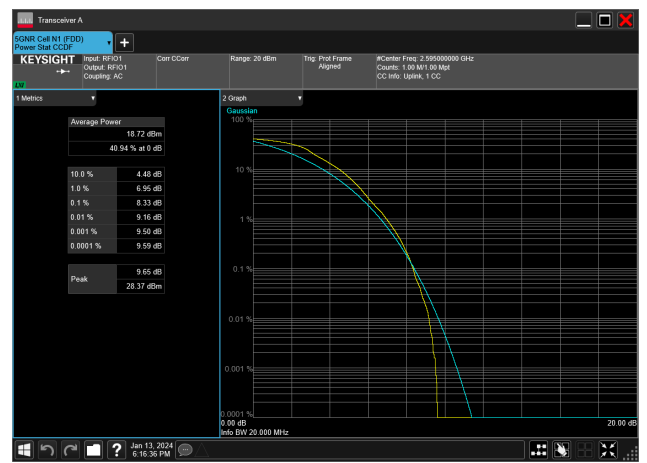 Transceiver A
5GNR Cell N1 (FDD)
Power Stat CCDF
KEYSIGHT
Input: RFIO1
Output: RFIO1
Coupling: AC
Corr CCorr
Range: 20 dBm
Trig: Prot Frame
Aligned
#Center Freq: 2.595000000 GHz
Counts: 1.00 M/1.00 Mpt
CC Info: Uplink, 1 CC
1 Metrics
Average Power
18.72 dBm
40.94 % at 0 dB
10.0 % 4.48 dB
1.0 % 6.95 dB
0.1 % 8.33 dB
0.01 % 9.16 dB
0.001 % 9.50 dB
0.0001 % 9.59 dB
Peak
9.65 dB
28.37 dBm
2 Graph
Gaussian
100 %
10 %
1 %
0.1 %
0.01 %
0.001 %
0.0001 %
0.00 dB
20.00 dB
Info BW 20.000 MHz
?
Jan 13, 2024
6:16:36 PM